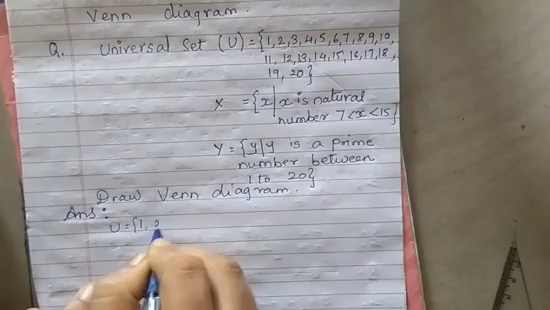 Venn diagram.
Q. Universal Set (U) = {1,2,3,4,5,6,7,8,9,10,
11, 12, 13, 14, 15, 16, 17, 18,
19, 20}
X = {x|x is natural
number 7<x<15}
Y = {y|y is a prime
number between
1 to 20}
Draw Venn diagram.
Ans:
U={1, 2